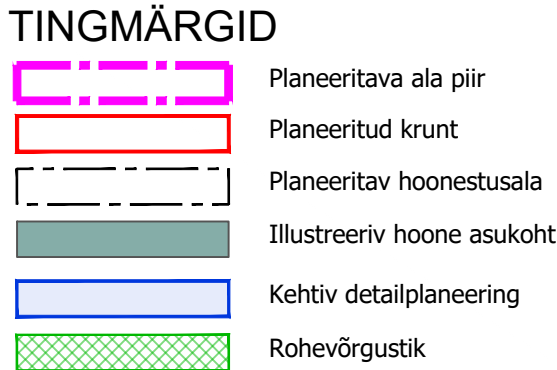 TINGMÄRGID
Planeeritava ala piir
Planeeritud krunt
Planeeritav hoonestusala
Illustreeriv hoone asukoht
Kehtiv detailplaneering
Rohevõrgustik